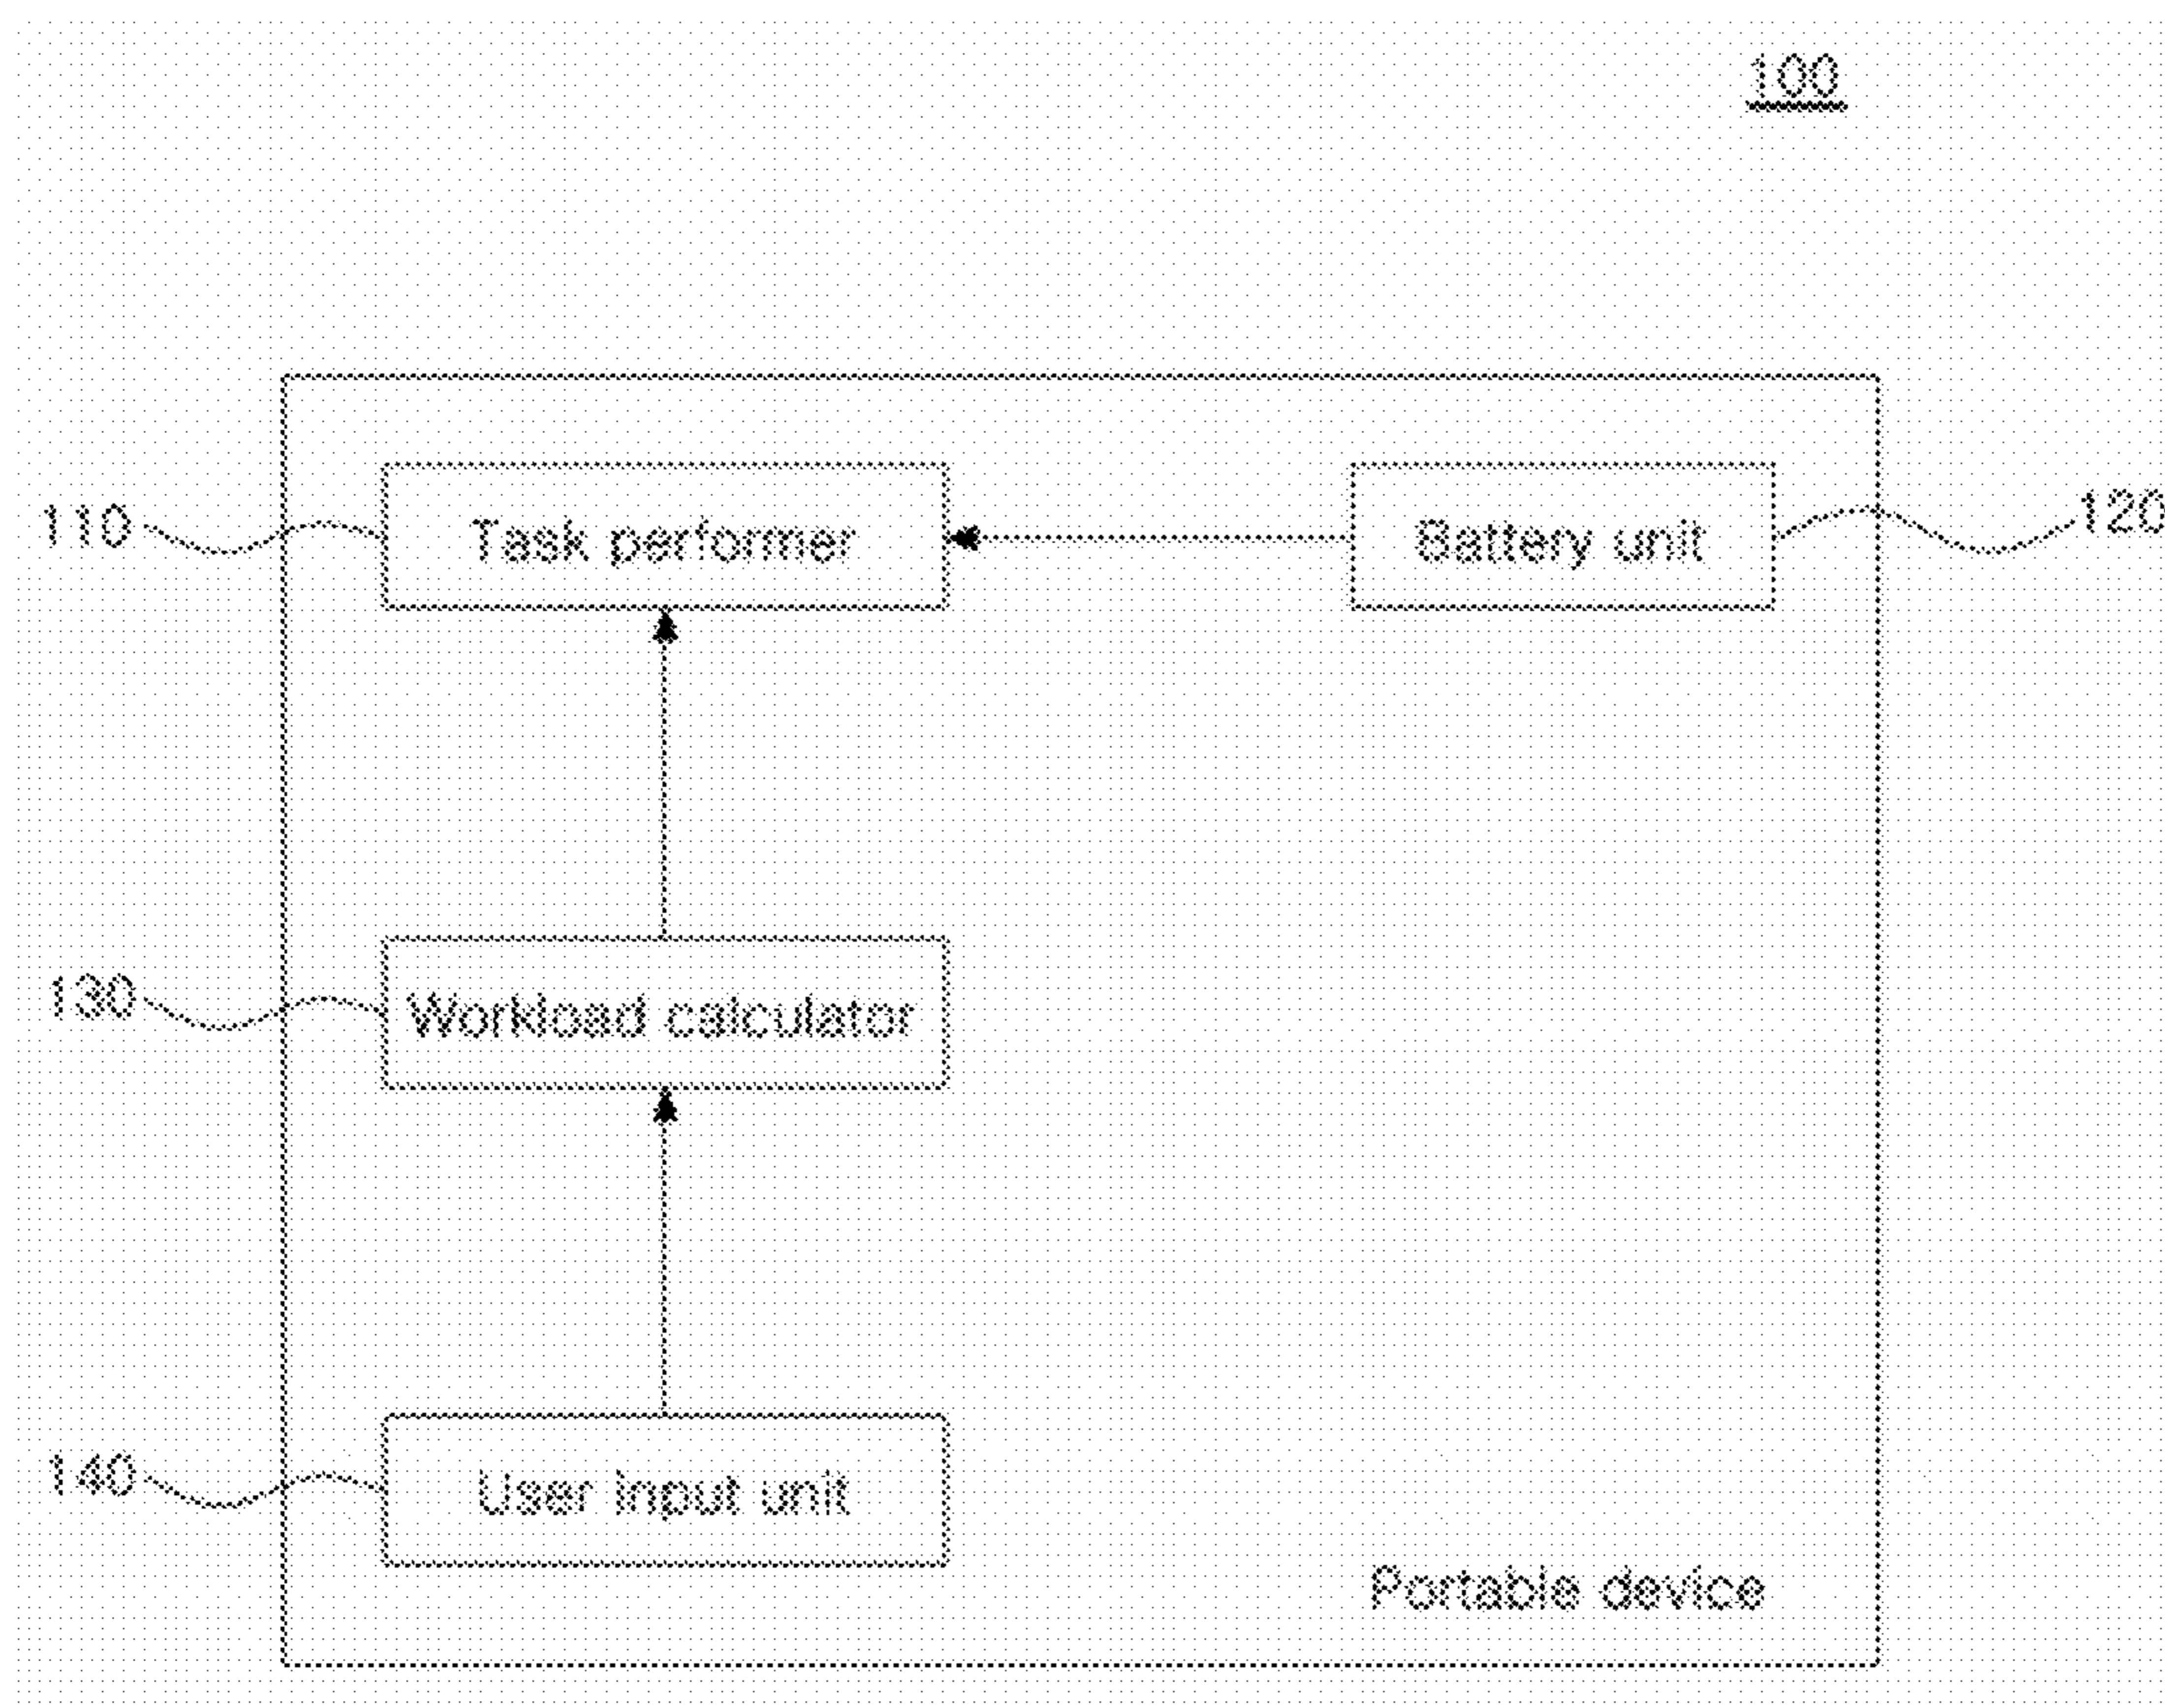 100
110
Task performer
Battery unit
120
130
Workload calculator
140
User input unit
Portable device